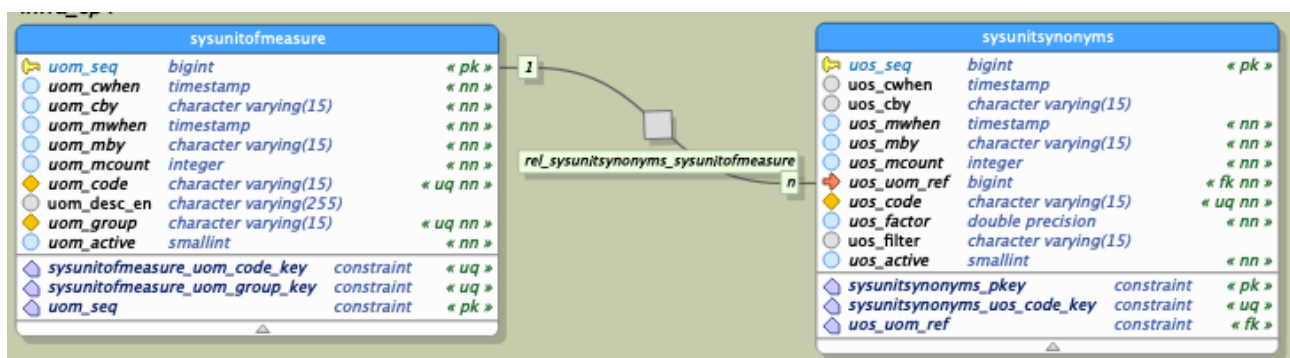 sysunitofmeasure
uom_seq bigint « pk »
uom_cwhen timestamp « nn »
uom_cby character varying(15) « nn »
uom_mwhen timestamp « nn »
uom_mby character varying(15) « nn »
uom_mcount integer « nn »
uom_code character varying(15) « uq nn »
uom_desc_en character varying(255)
uom_group character varying(15) « uq nn »
uom_active smallint « nn »
sysunitofmeasure_uom_code_key constraint « uq »
sysunitofmeasure_uom_group_key constraint « uq »
uom_seq constraint « pk »
1
rel_sysunitsynonyms_sysunitofmeasure
n
sysunitsynonyms
uos_seq bigint « pk »
uos_cwhen timestamp
uos_cby character varying(15)
uos_mwhen timestamp « nn »
uos_mby character varying(15) « nn »
uos_mcount integer « nn »
uos_uom_ref bigint « fk nn »
uos_code character varying(15) « uq nn »
uos_factor double precision « nn »
uos_filter character varying(15)
uos_active smallint « nn »
sysunitsynonyms_pkey constraint « pk »
sysunitsynonyms_uos_code_key constraint « uq »
uos_uom_ref constraint « fk »